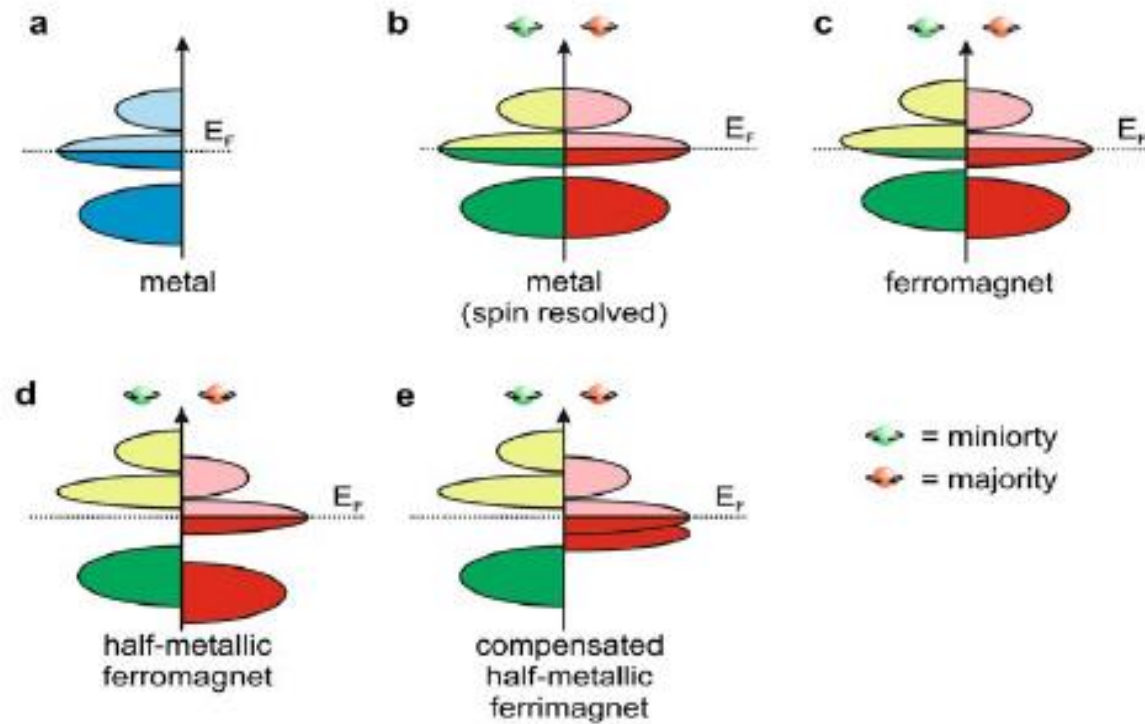 a
E_F
metal
b
E_F
metal
(spin resolved)
c
E_F
ferromagnet
d
E_F
half-metallic
ferromagnet
e
E_F
compensated
half-metallic
ferrimagnet
= miniorty
= majority